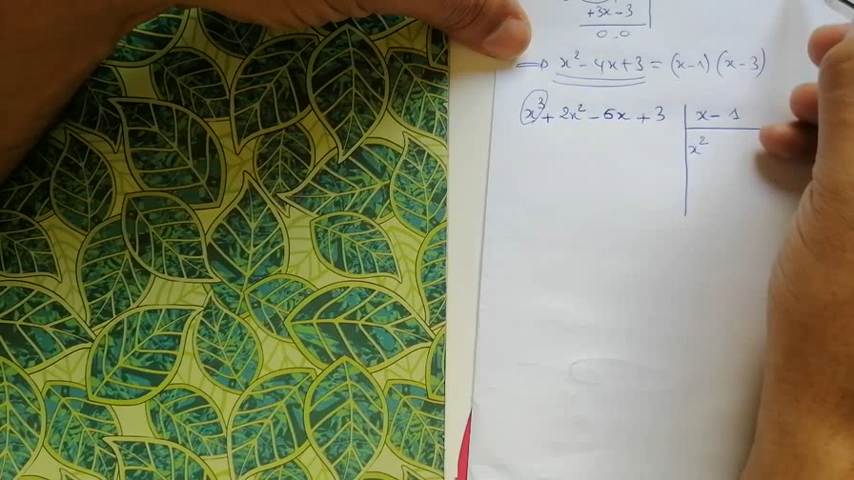 +3x-3
0.0
⇒ x² - 4x + 3 = (x-1)(x-3)
x³ + 2x² - 6x + 3 | x - 1
x²